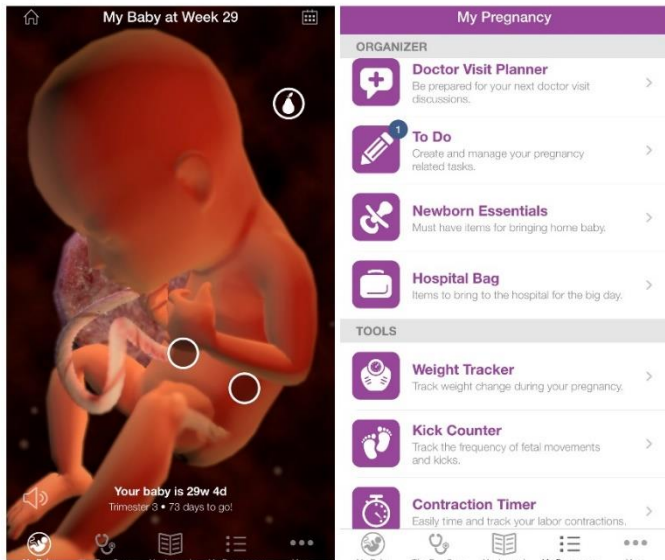 My Baby at Week 29
Your baby is 29w 4d
Trimester 3 • 73 days to go!
My Pregnancy
ORGANIZER
Doctor Visit Planner
Be prepared for your next doctor visit
discussions.
1
To Do
Create and manage your pregnancy
related tasks.
Newborn Essentials
Must have items for bringing home baby.
Hospital Bag
Items to bring to the hospital for the big day.
TOOLS
Weight Tracker
Track weight change during your pregnancy.
Kick Counter
Track the frequency of fetal movements
and kicks.
Contraction Timer
Easily time and track your labor contractions.